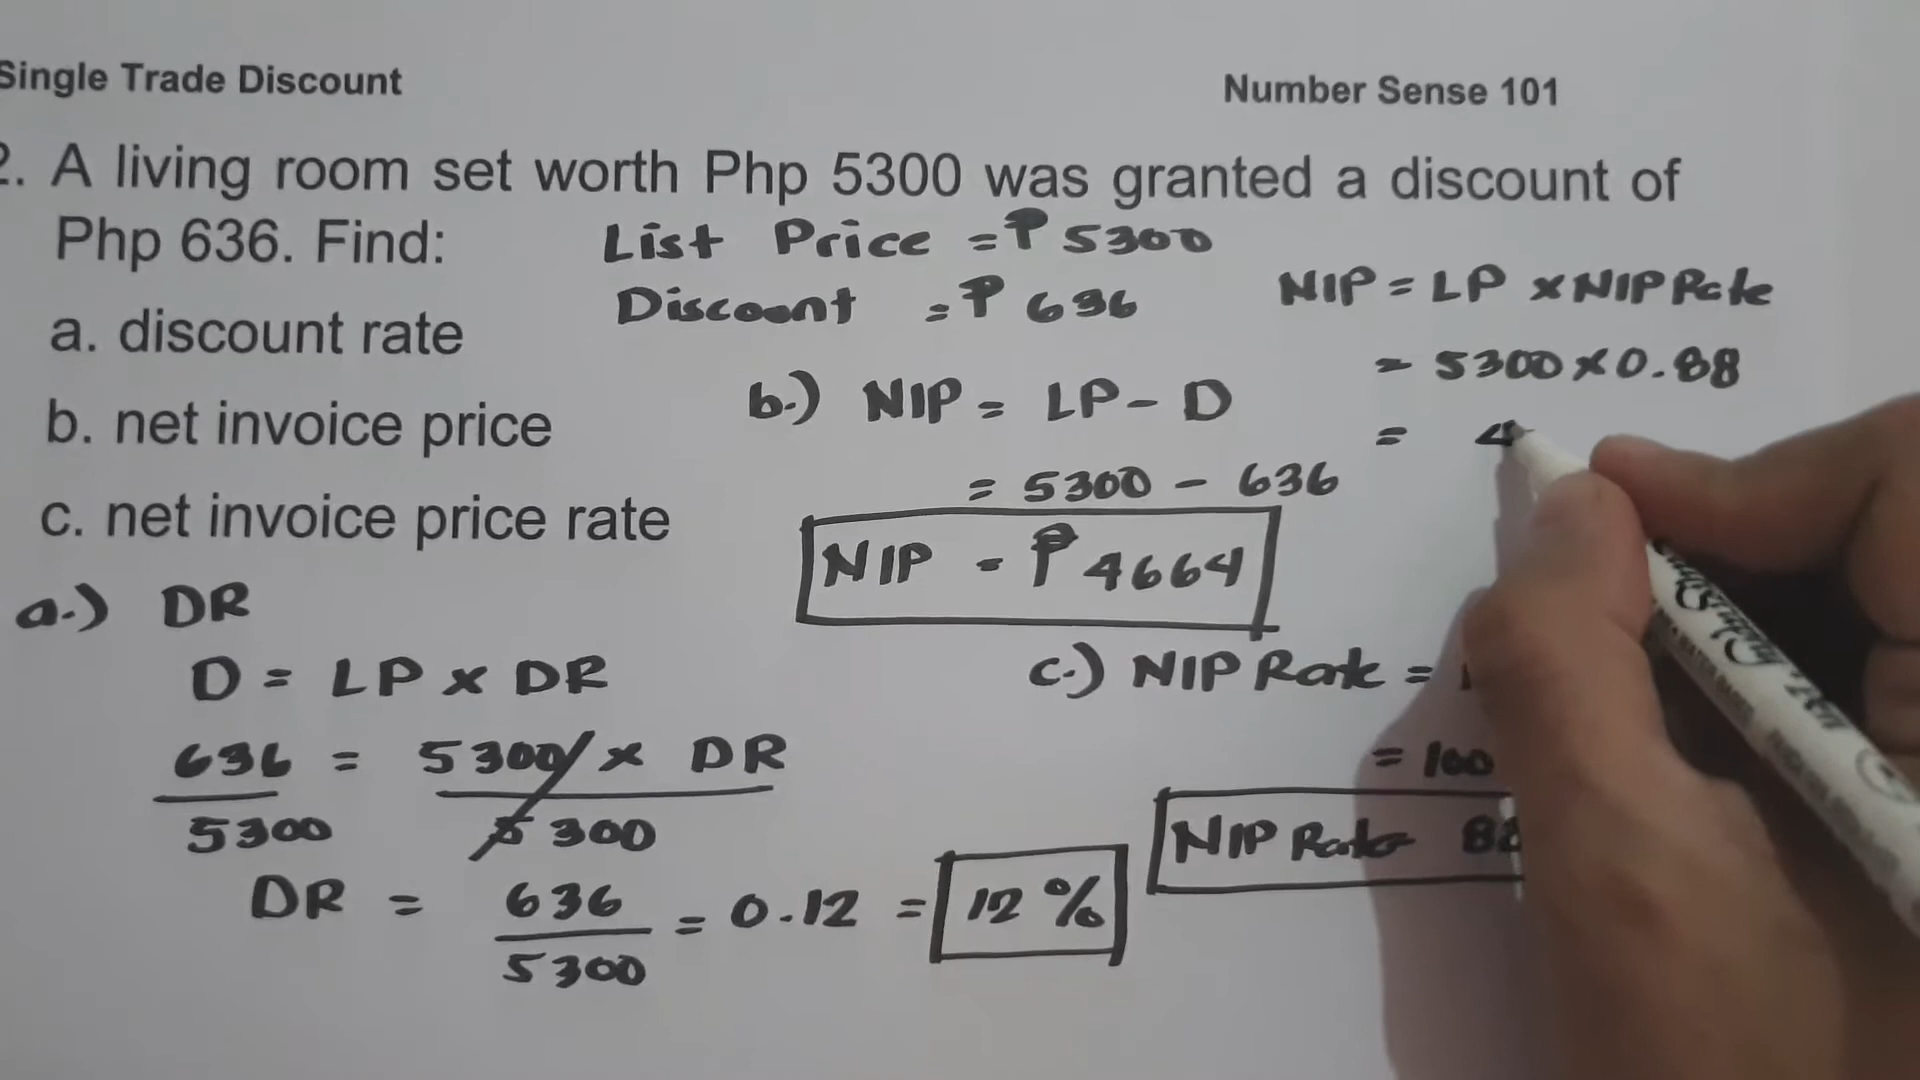 Single Trade Discount
Number Sense 101
2. A living room set worth Php 5300 was granted a discount of
Php 636. Find:
a. discount rate
b. net invoice price
c. net invoice price rate
List Price = ₱ 5300
Discount = ₱ 636
a.) DR
D = LP x DR
636 = 5300 x DR
5300 5300
DR = 636 = 0.12 = 12 %
5300
b.) NIP = LP - D
= 5300 - 636
NIP = ₱ 4664
c.) NIP Rate =
= 100
NIP Rate 88
NIP = LP x NIP Rate
= 5300 x 0.88
= 4